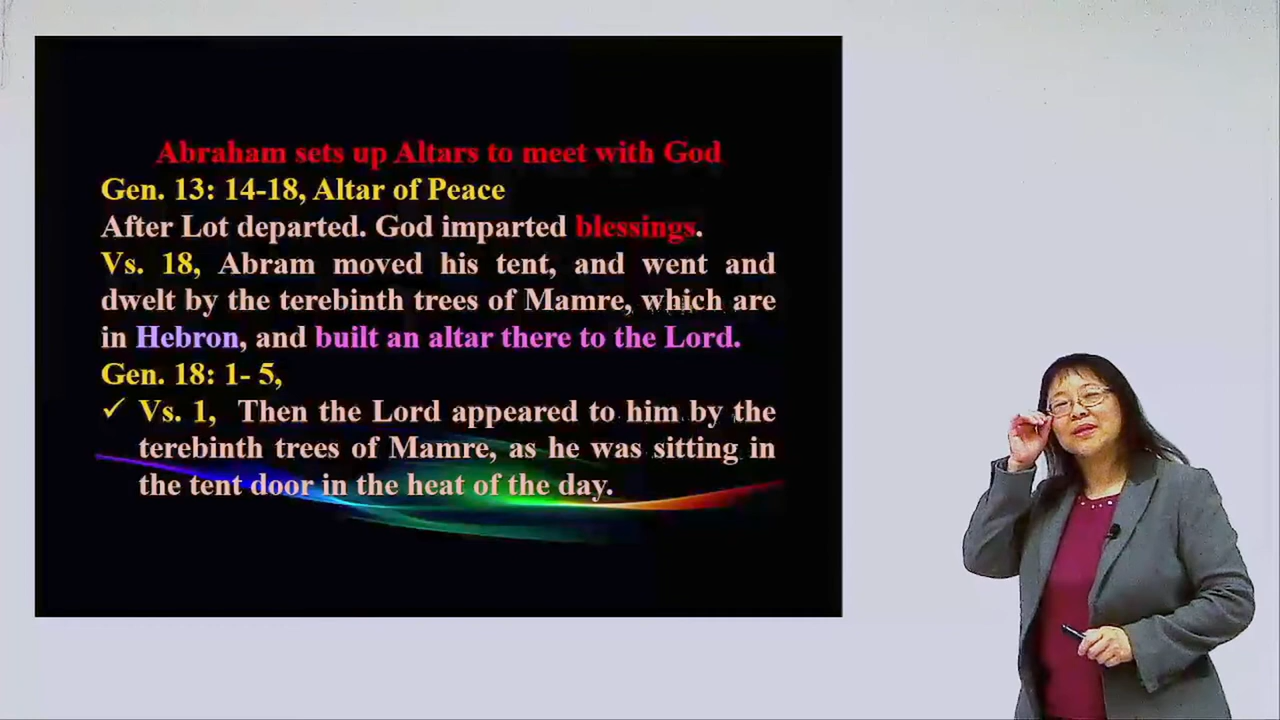 Abraham sets up Altars to meet with God
Gen. 13: 14-18, Altar of Peace
After Lot departed. God imparted blessings.
Vs. 18, Abram moved his tent, and went and
dwelt by the terebinth trees of Mamre, which are
in Hebron, and built an altar there to the Lord.
Gen. 18: 1- 5,
✓ Vs. 1, Then the Lord appeared to him by the
terebinth trees of Mamre, as he was sitting in
the tent door in the heat of the day.